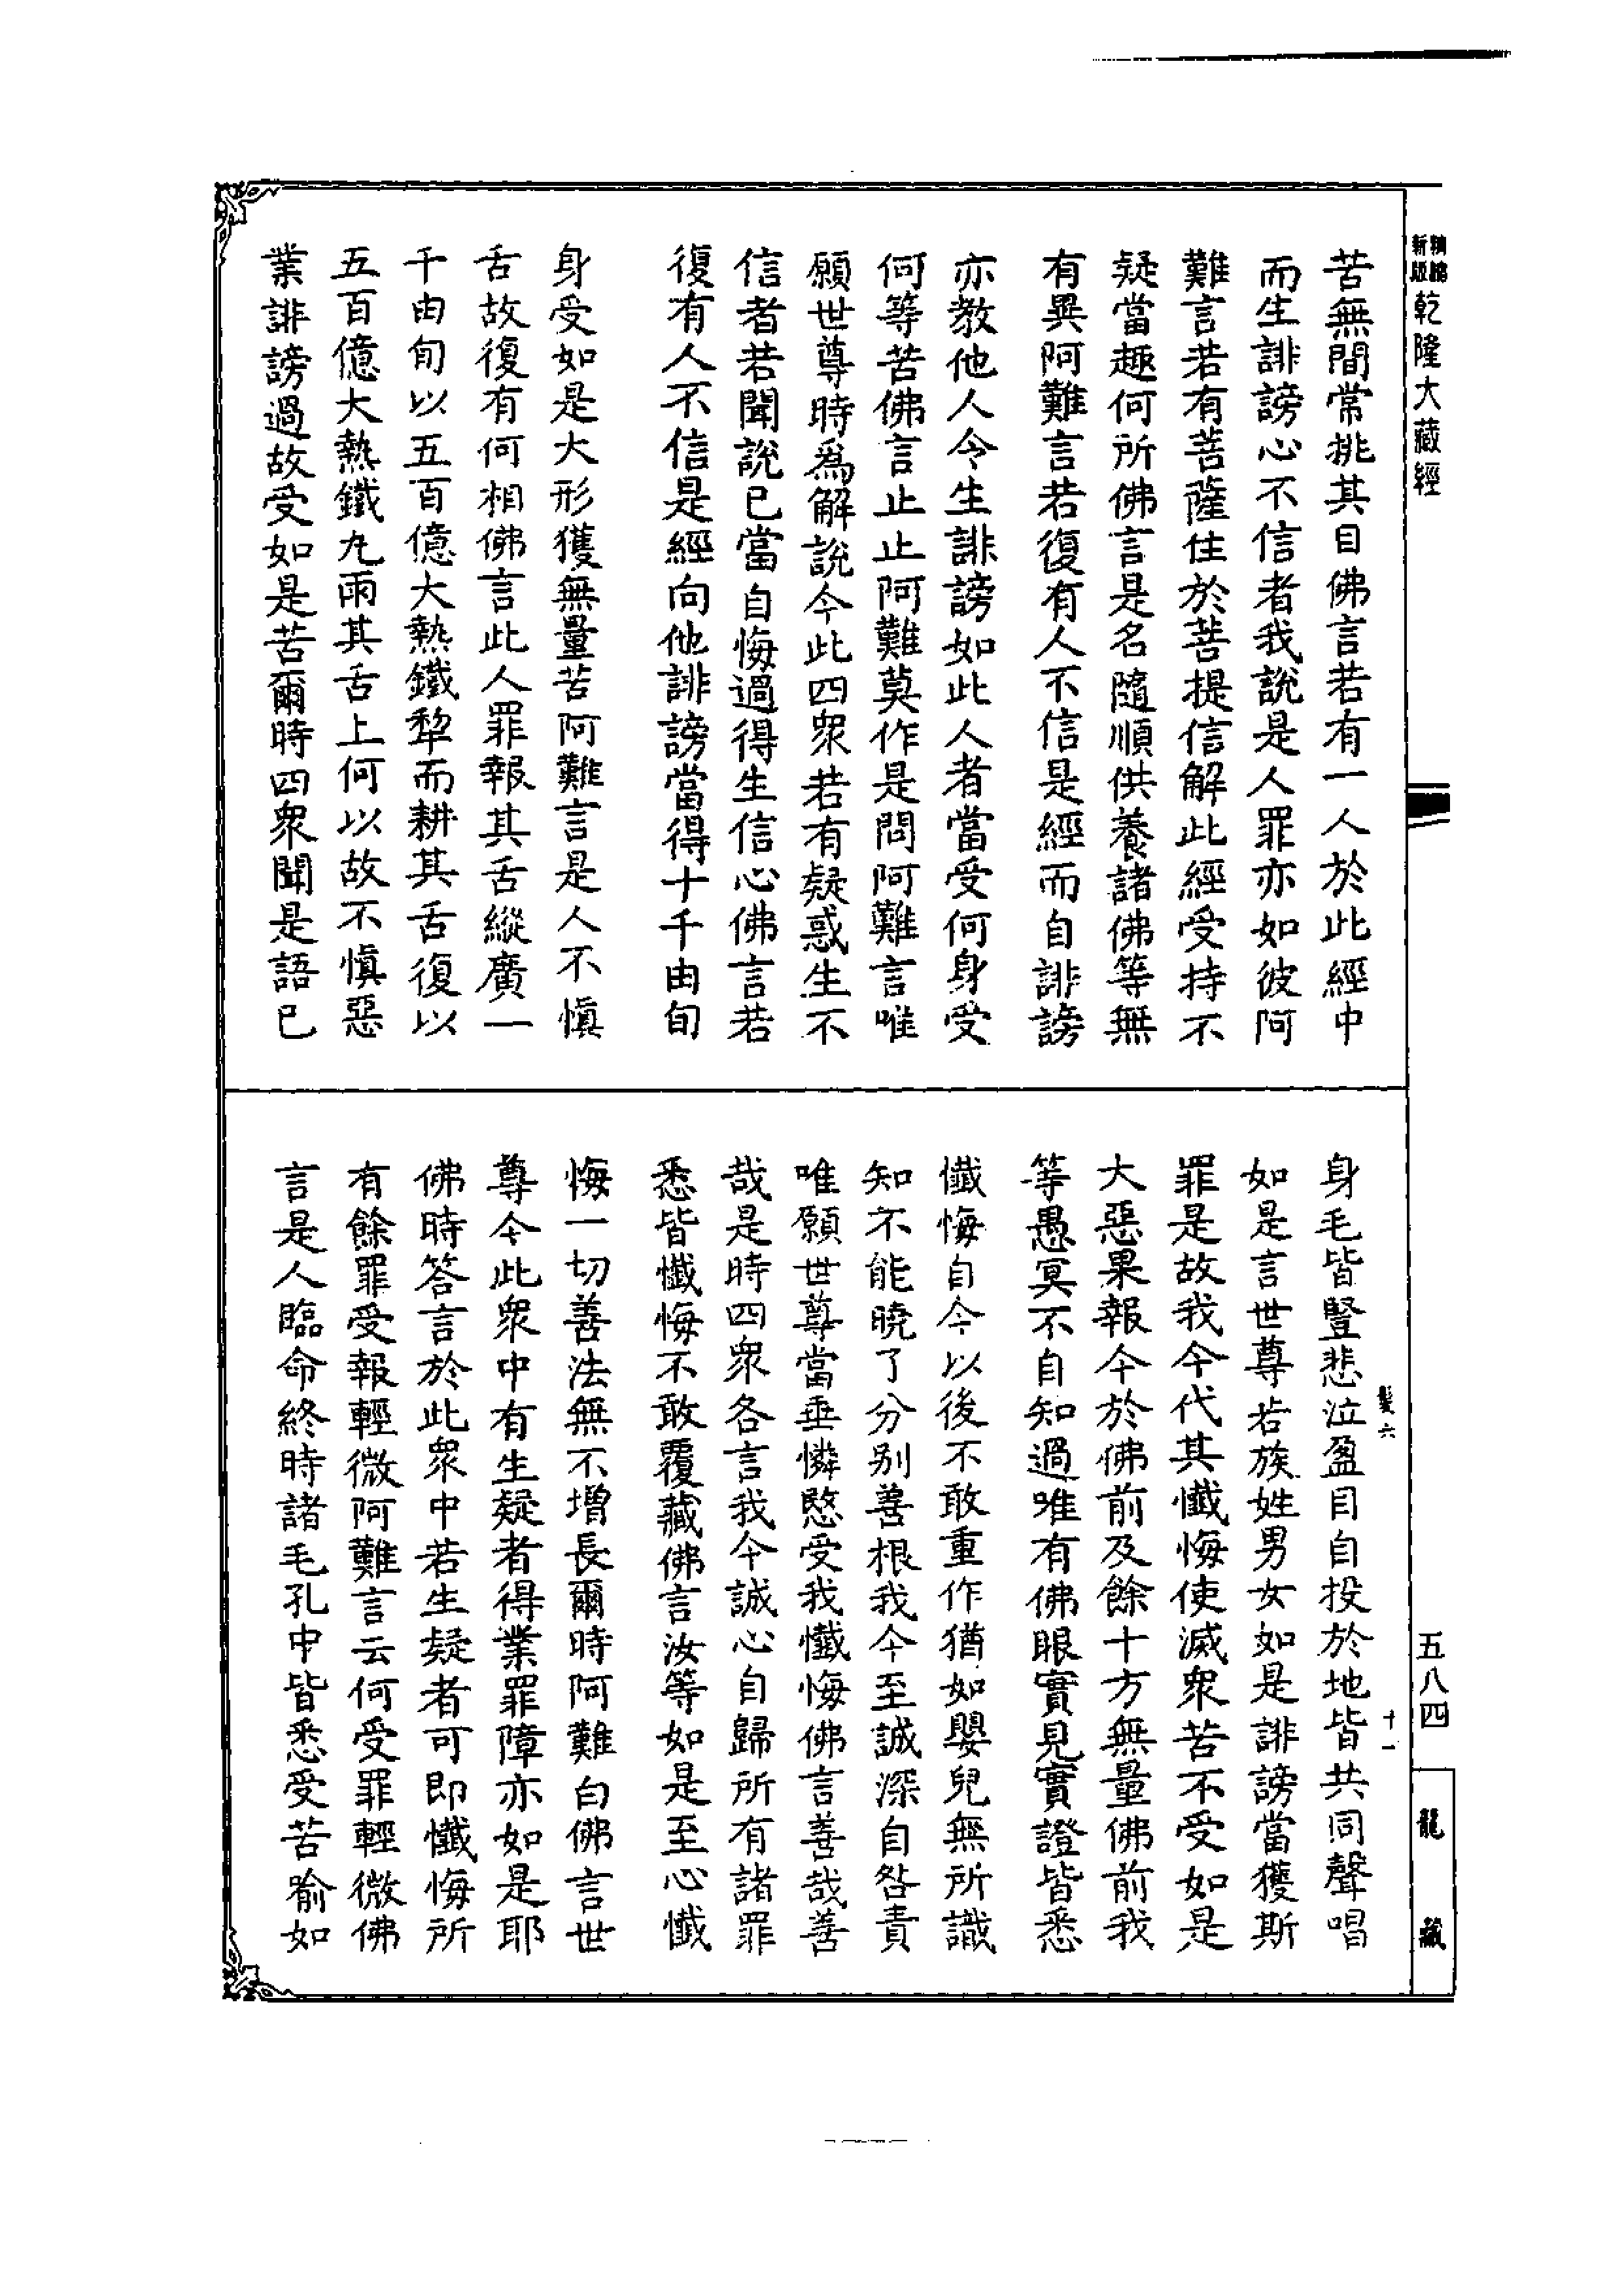 精縮新版乾隆大藏經
苦無間常挑其目佛言若有一人於此經中
而生誹謗心不信者我說是人罪亦如彼阿
難言若有菩薩住於菩提信解此經受持不
疑當趣何所佛言是名隨順供養諸佛等無
有異阿難言若復有人不信是經而自誹謗
亦教他人令生誹謗如此人者當受何身受
何等苦佛言止止阿難莫作是問阿難言唯
願世尊時爲解說今此四眾若有疑惑生不
信者若聞說已當自悔過得生信心佛言若
復有人不信是經向他誹謗當得十千由旬
身受如是大形獲無量苦阿難言是人不慎
舌故復有何相佛言此人罪報其舌縱廣一
千由旬以五百億大熱鐵犂而耕其舌復以
五百億大熱鐵丸雨其舌上何以故不慎惡
業誹謗過故受如是苦爾時四眾聞是語已
髮六
十一
身毛皆豎悲泣盈目自投於地皆共同聲唱
如是言世尊若族姓男女如是誹謗當獲斯
罪是故我今代其懺悔使滅眾苦不受如是
大惡果報今於佛前及餘十方無量佛前我
等愚冥不自知過唯有佛眼實見實證皆悉
懺悔自今以後不敢重作猶如嬰兒無所識
知不能曉了分別善根我今至誠深自咎責
唯願世尊當垂憐愍受我懺悔佛言善哉善
哉是時四眾各言我今誠心自歸所有諸罪
悉皆懺悔不敢覆藏佛言汝等如是至心懺
悔一切善法無不增長爾時阿難白佛言世
尊今此眾中有生疑者得業罪障亦如是耶
佛時答言於此眾中若生疑者可即懺悔所
有餘罪受報輕微阿難言云何受罪輕微佛
言是人臨命終時諸毛孔中皆悉受苦喻如
五八四
龍藏